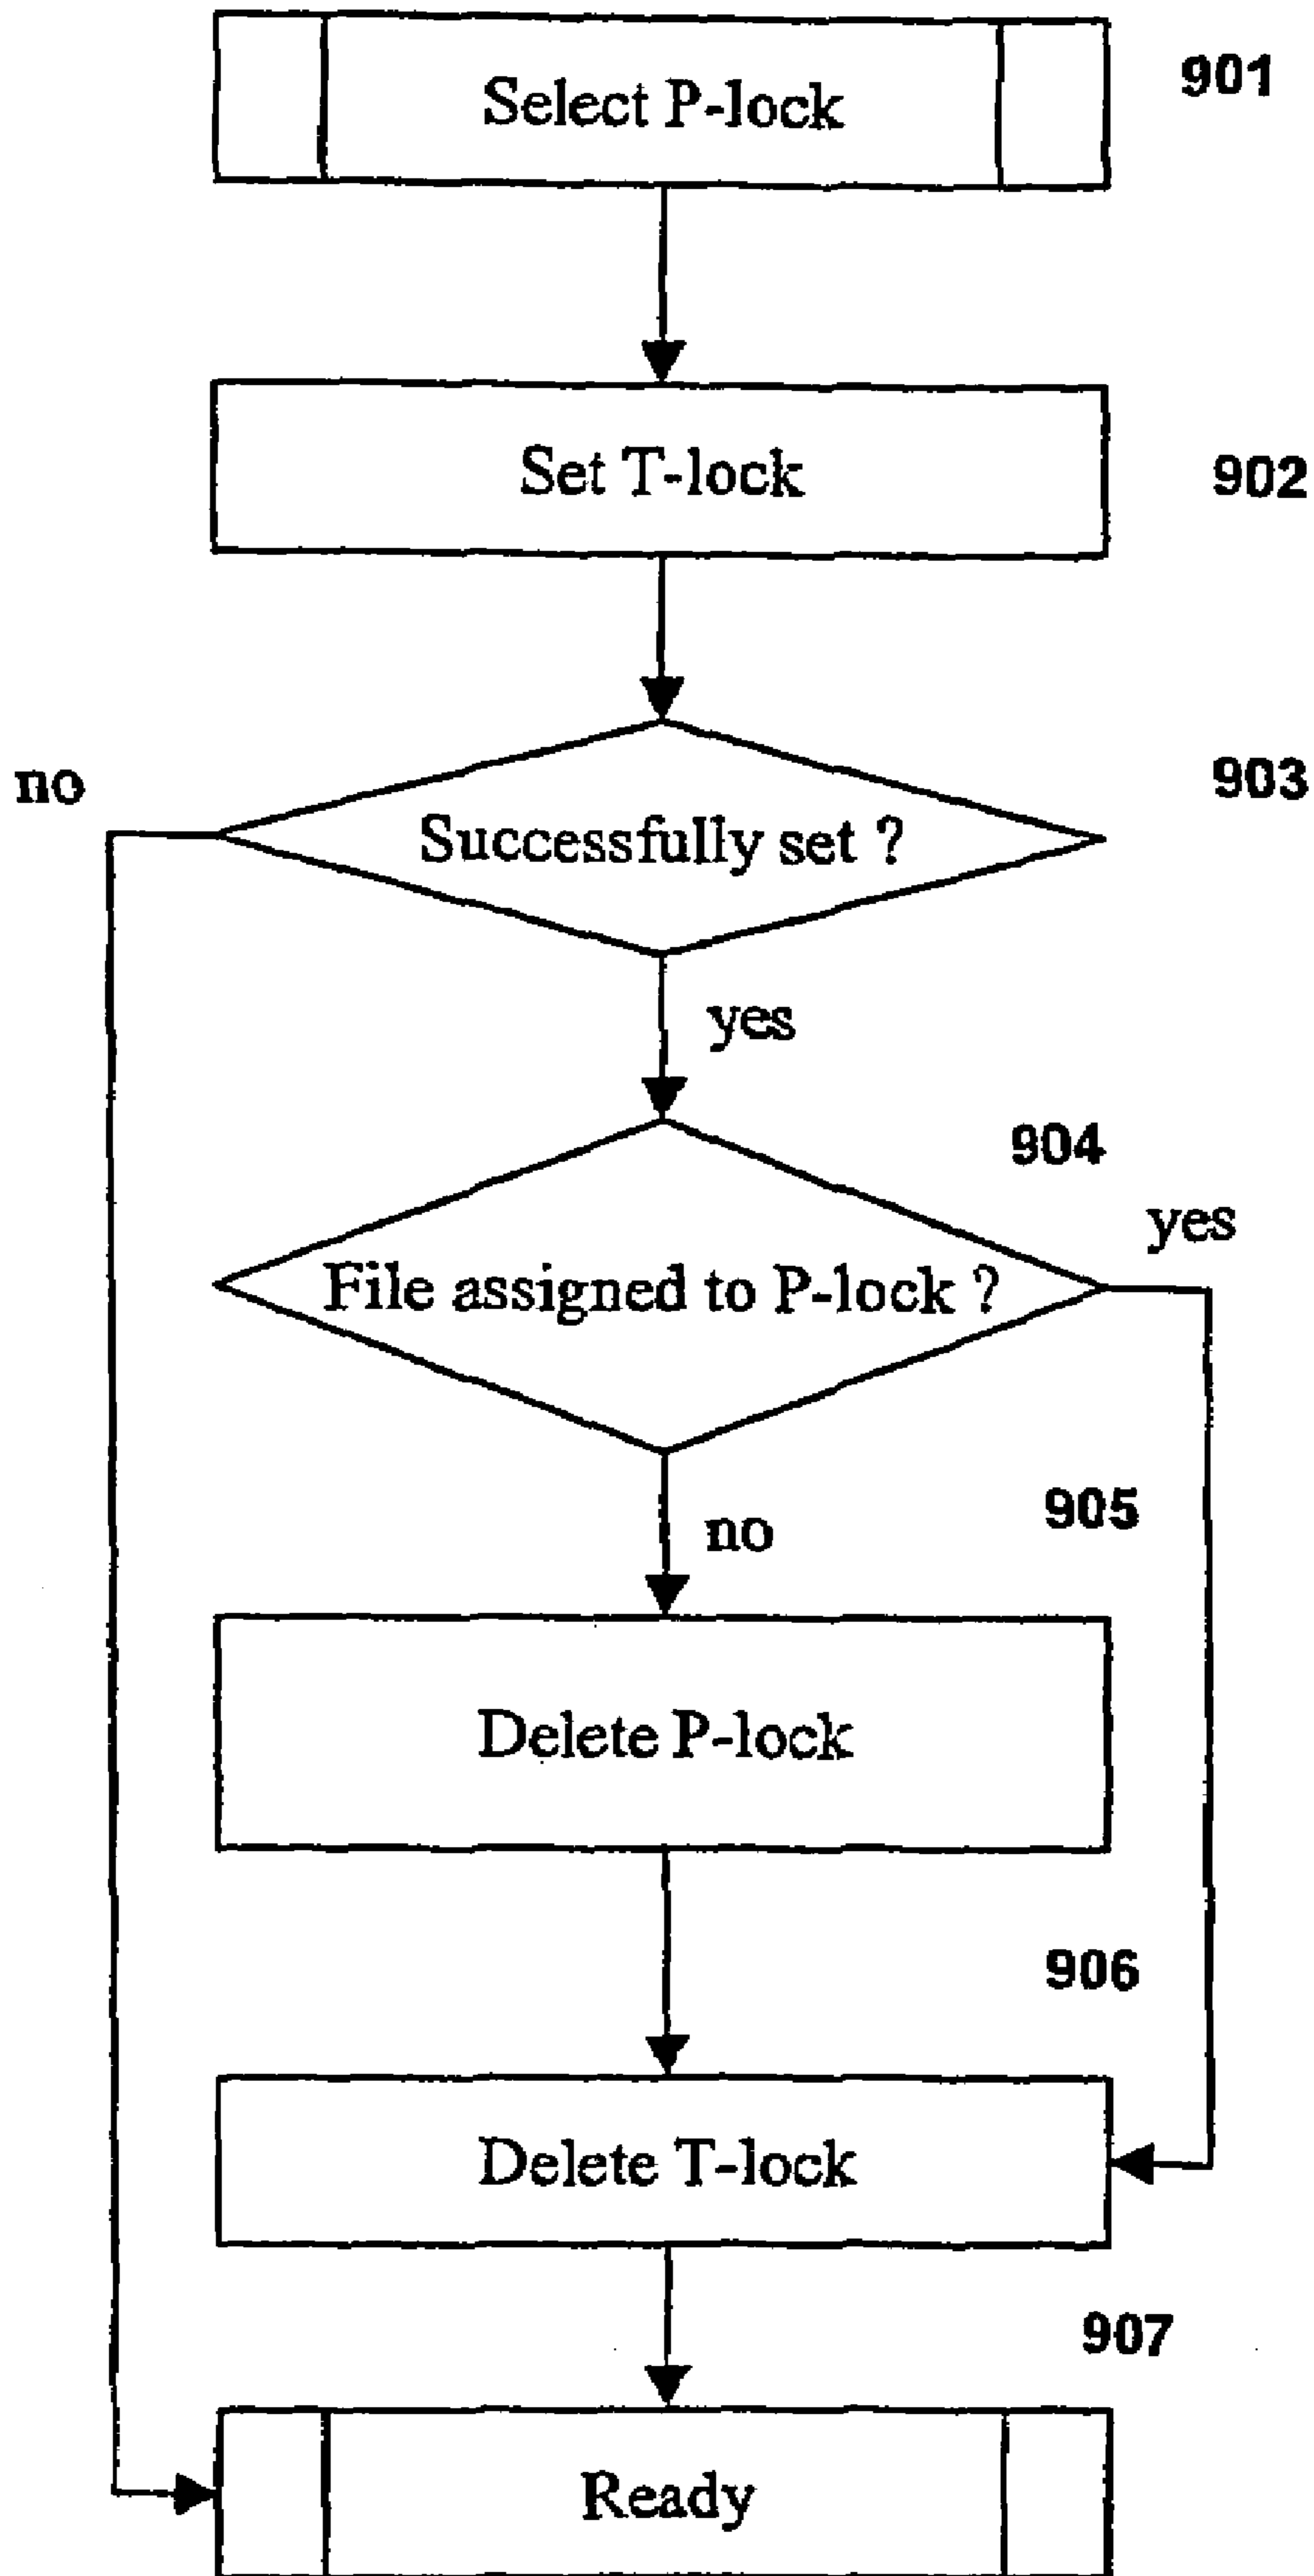 Select P-lock
901
Set T-lock
902
no
903
Successfully set ?
yes
904
yes
File assigned to P-lock ?
905
no
Delete P-lock
906
Delete T-lock
907
Ready